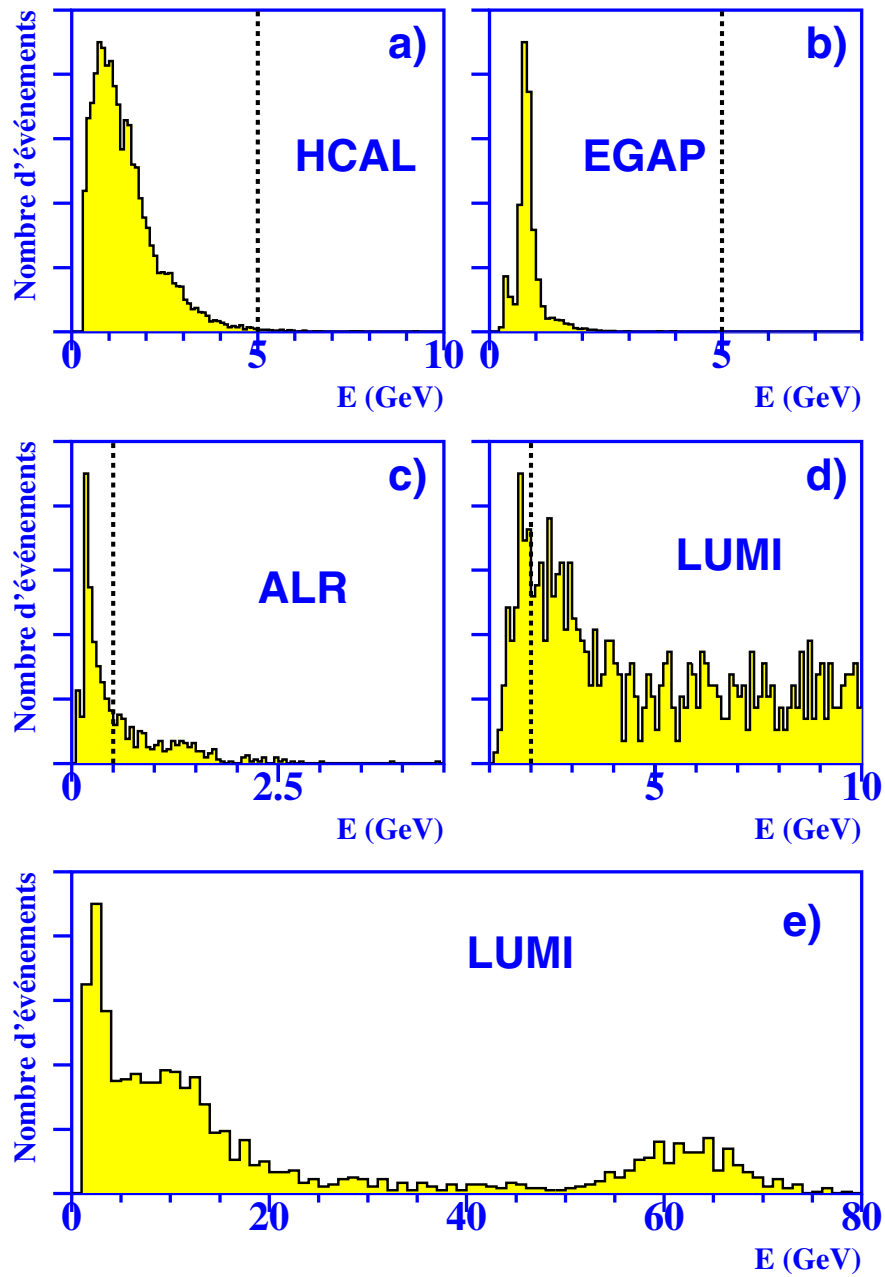 Nombre d'événements
a)
HCAL
0
5
10
E (GeV)
b)
EGAP
0
5
E (GeV)
Nombre d'événements
c)
ALR
0
2.5
E (GeV)
d)
LUMI
5
10
E (GeV)
Nombre d'événements
e)
LUMI
0
20
40
60
80
E (GeV)